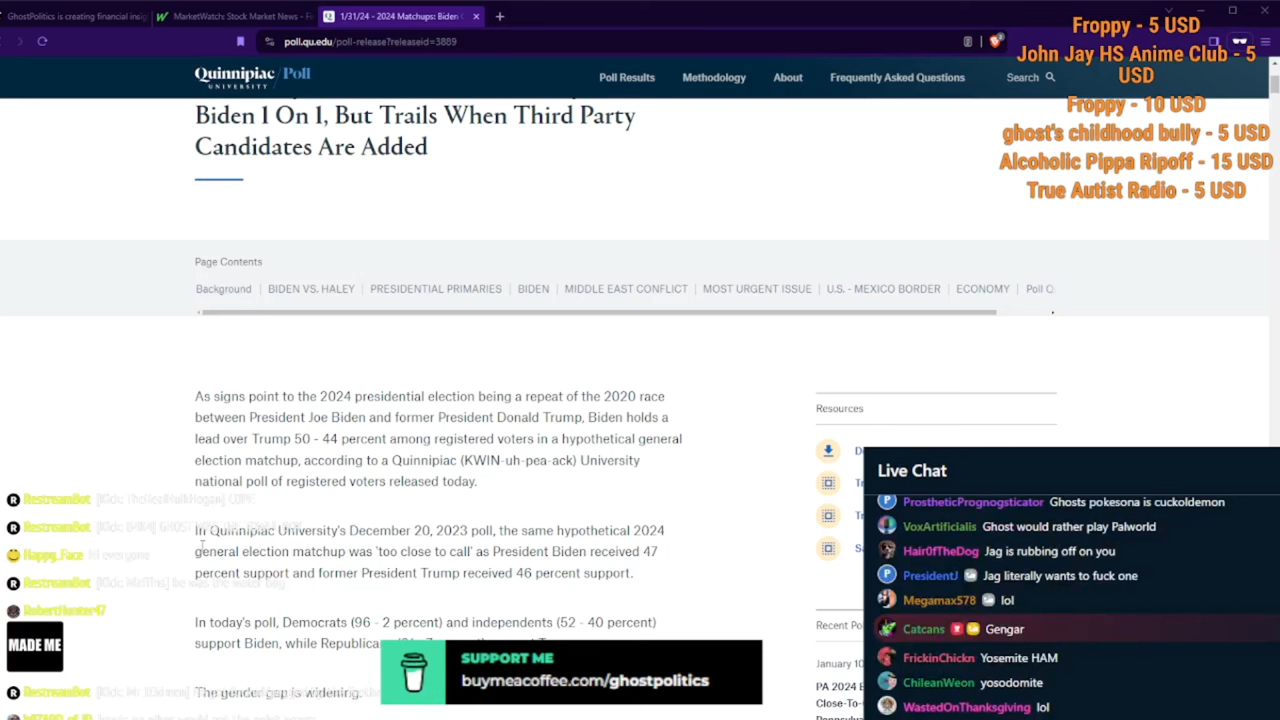 GhostPolitics is creating financial insig
MarketWatch: Stock Market News - F
1/31/24 - 2024 Matchups: Biden
poll.qu.edu/poll-release?releaseid=3889
Froppy - 5 USD
John Jay HS Anime Club - 5
USD
Froppy - 10 USD
ghost's childhood bully - 5 USD
Alcoholic Pippa Ripoff - 15 USD
True Autist Radio - 5 USD
Quinnipiac / Poll
UNIVERSITY
Poll Results
Methodology
About
Frequently Asked Questions
Search
Biden 1 On 1, But Trails When Third Party
Candidates Are Added
Page Contents
Background | BIDEN VS. HALEY | PRESIDENTIAL PRIMARIES | BIDEN | MIDDLE EAST CONFLICT | MOST URGENT ISSUE | U.S. - MEXICO BORDER | ECONOMY | Poll Q
As signs point to the 2024 presidential election being a repeat of the 2020 race
between President Joe Biden and former President Donald Trump, Biden holds a
lead over Trump 50 - 44 percent among registered voters in a hypothetical general
election matchup, according to a Quinnipiac (KWIN-uh-pea-ack) University
national poll of registered voters released today.
In Quinnipiac University's December 20, 2023 poll, the same hypothetical 2024
general election matchup was 'too close to call' as President Biden received 47
percent support and former President Trump received 46 percent support.
In today's poll, Democrats (96 - 2 percent) and independents (52 - 40 percent)
support Biden, while Republica
The gender gap is widening.
Resources
Recent Po
January 10
PA 2024 B
Close-To-
Pennsylva
RestreamBot
RestreamBot
Happy_Face hi everyone
RestreamBot
RobertHunter47
MADE ME
RestreamBot
SUPPORT ME
buymeacoffee.com/ghostpolitics
Live Chat
ProstheticPrognogsticator Ghosts pokesona is cuckoldemon
VoxArtificialis Ghost would rather play Palworld
Hair0fTheDog Jag is rubbing off on you
PresidentJ Jag literally wants to fuck one
Megamax578 lol
Catcans Gengar
FrickinChickn Yosemite HAM
ChileanWeon yosodomite
WastedOnThanksgiving lol